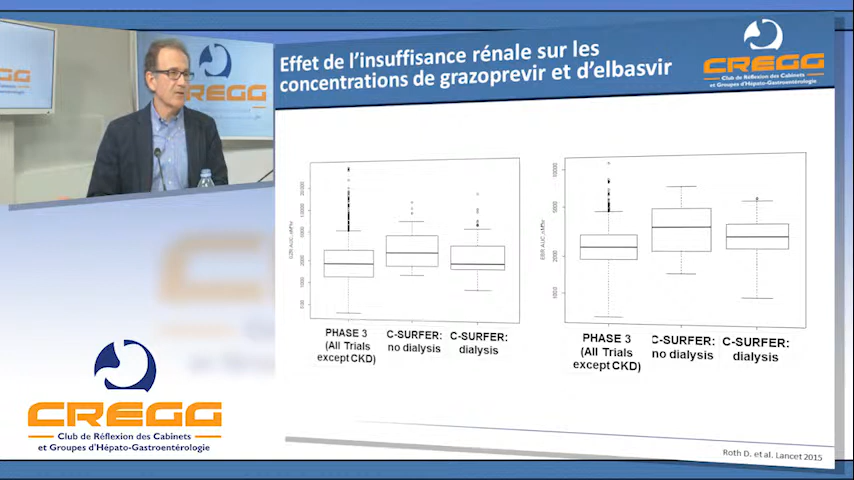 CREGG
CREGG
Effet de l'insuffisance rénale sur les
concentrations de grazoprevir et d'elbasvir
CREGG
Club de Réflexion des Cabinets
et Groupes d'Hépato-Gastroentérologie
PHASE 3
(All Trials
except CKD)
C-SURFER:
no dialysis
C-SURFER:
dialysis
PHASE 3
(All Trials
except CKD)
C-SURFER:
no dialysis
C-SURFER:
dialysis
CREGG
Club de Réflexion des Cabinets
et Groupes d'Hépato-Gastroentérologie
Roth D. et al. Lancet 2015